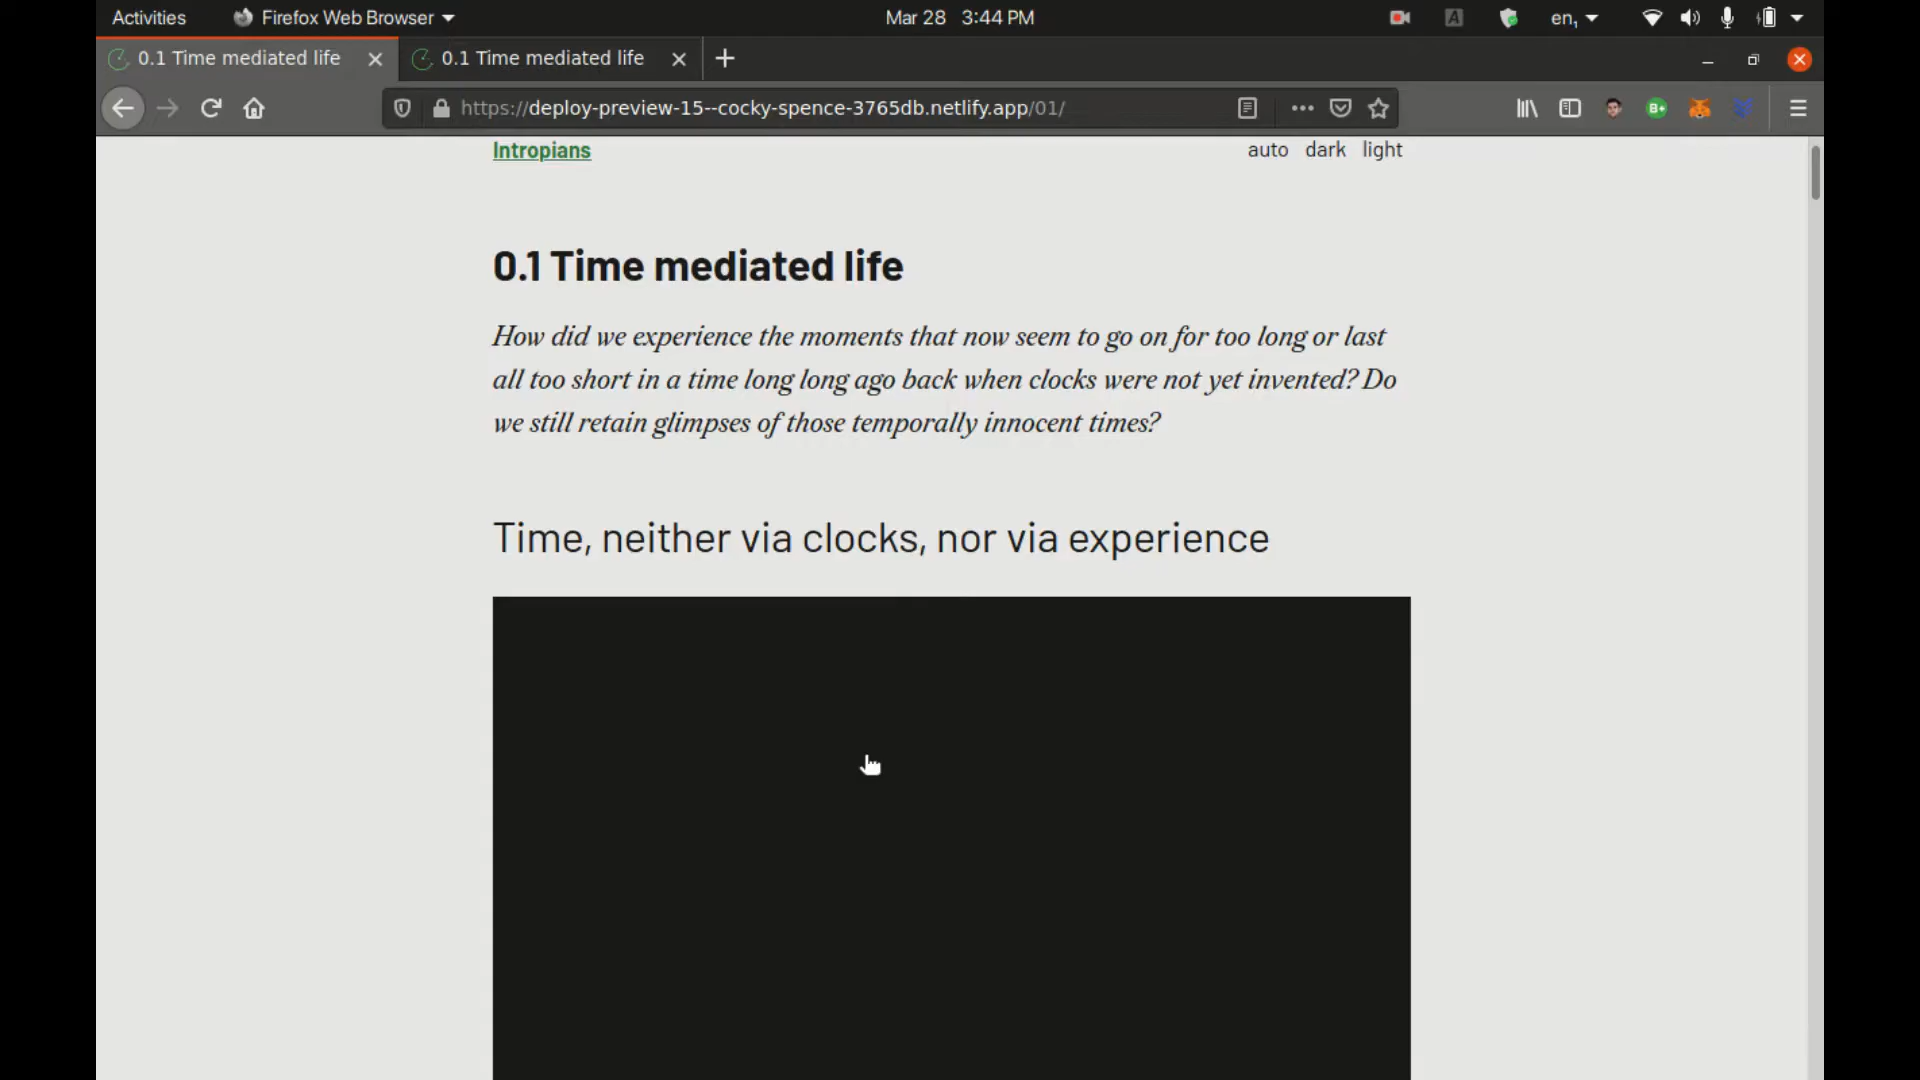 Activities
Firefox Web Browser
Mar 28 3:44 PM
A
en₁
0.1 Time mediated life
0.1 Time mediated life
https://deploy-preview-15--cocky-spence-3765db.netlify.app/01/
B+
Intropians
auto dark light
0.1 Time mediated life
How did we experience the moments that now seem to go on for too long or last
all too short in a time long long ago back when clocks were not yet invented? Do
we still retain glimpses of those temporally innocent times?
Time, neither via clocks, nor via experience